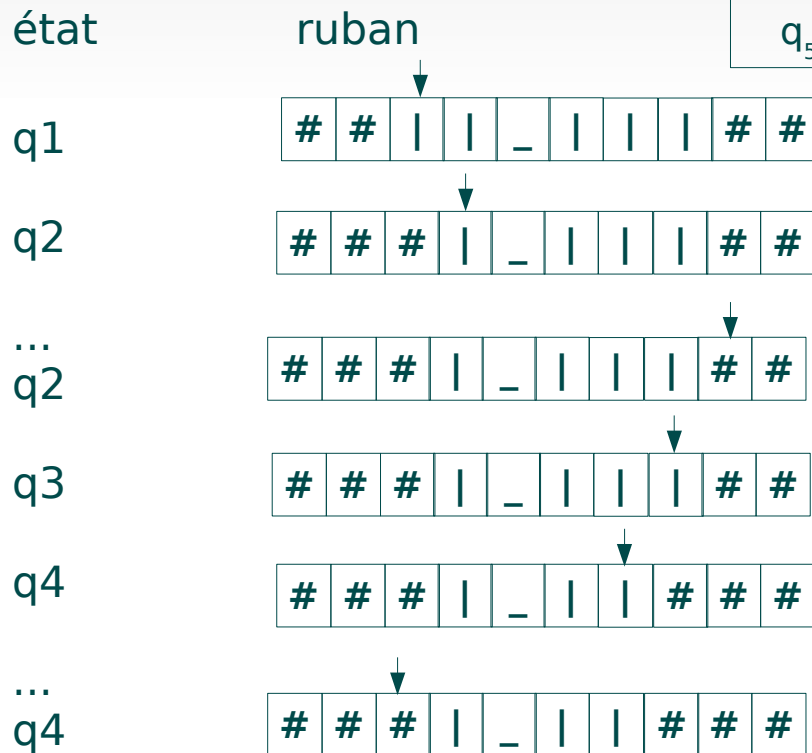 état ruban q₅
q1 # # | | _ | | | # #
q2 # # # | _ | | | # #
...
q2 # # # | _ | | | # #
q3 # # # | _ | | | # #
q4 # # # | _ | | # # #
...
q4 # # # | _ | | # # #